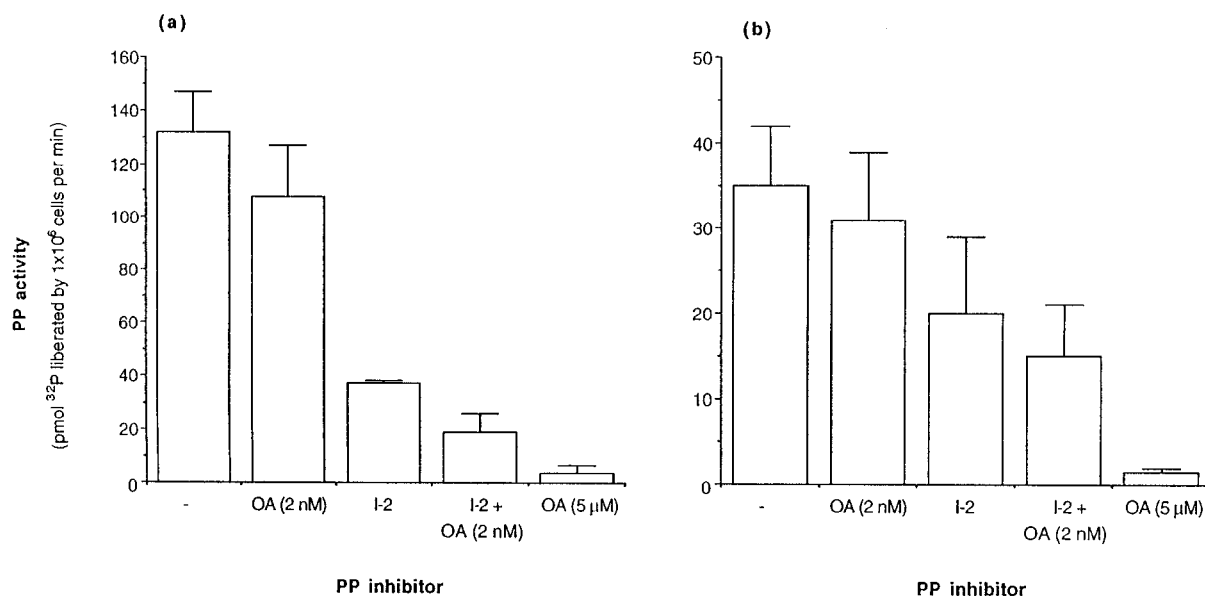 (a)
160
140
120
100
80
60
40
20
0
PP activity
(pmol ³²P liberated by 1x10⁶ cells per min)
- OA (2 nM) I-2 I-2 + OA (5 µM)
OA (2 nM)
PP inhibitor
(b)
50
40
30
20
10
0
- OA (2 nM) I-2 I-2 + OA (5 µM)
OA (2 nM)
PP inhibitor